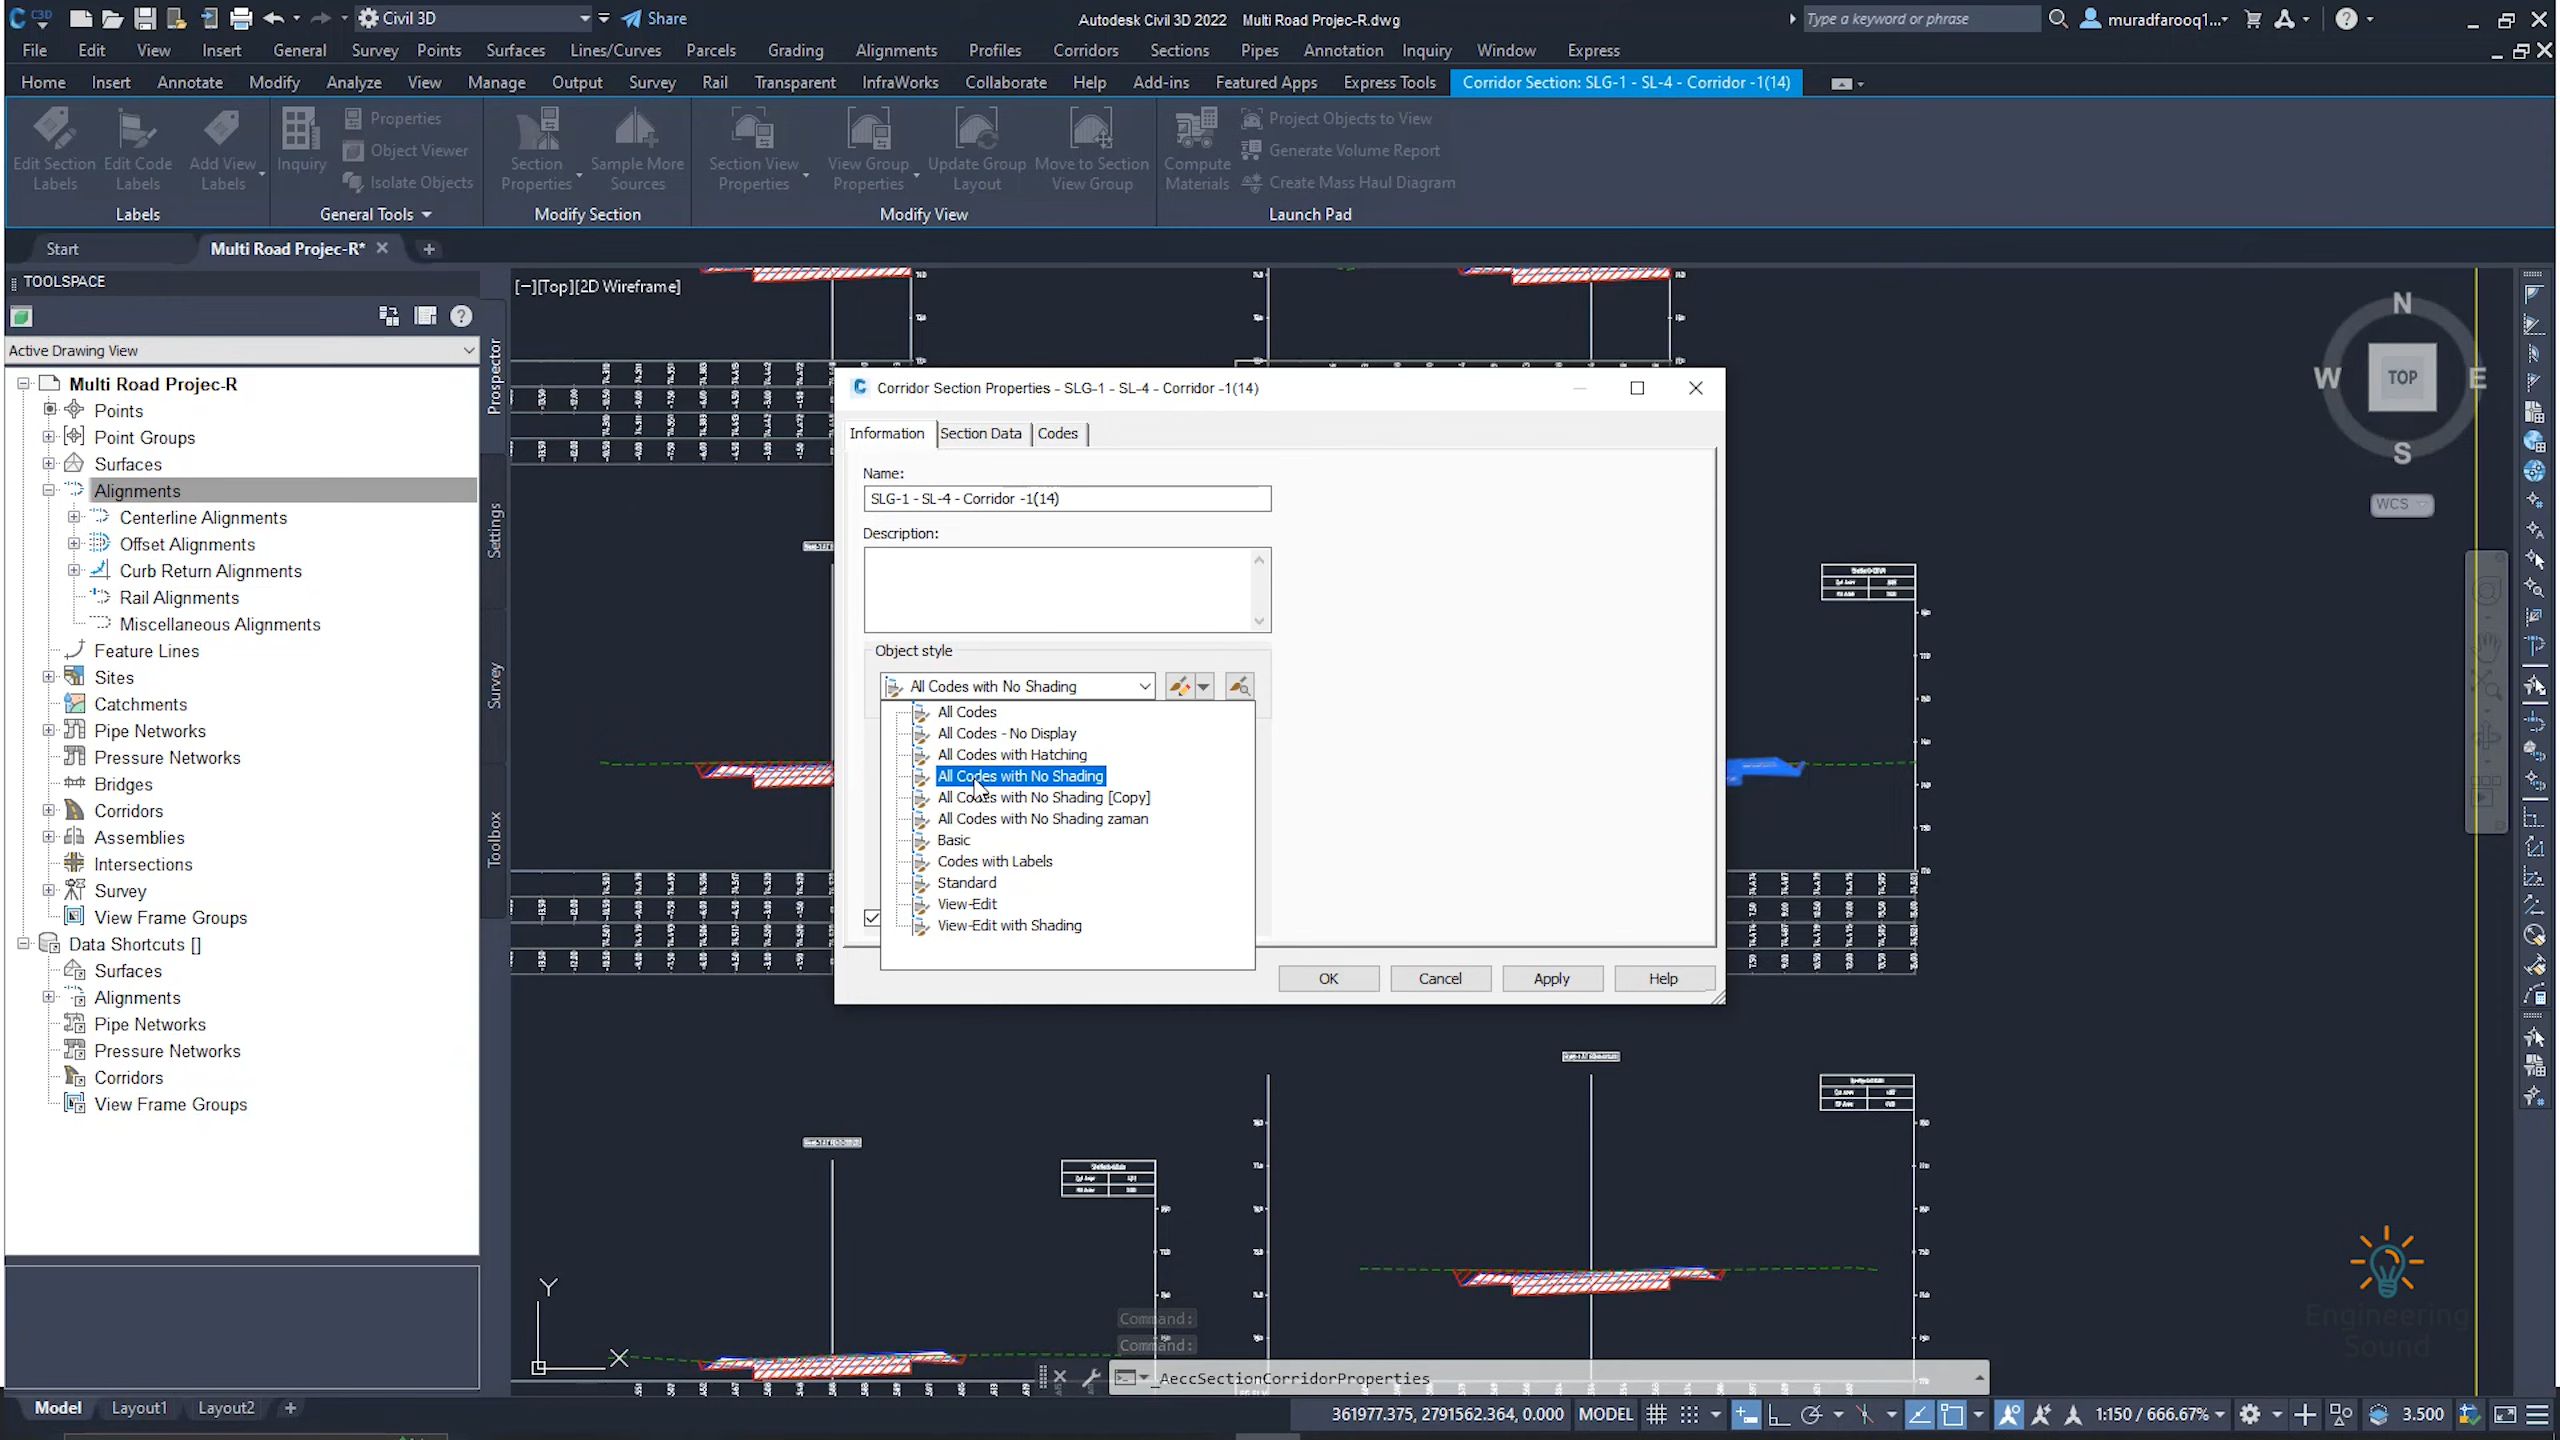 C3D
Civil 3D
Share
Autodesk Civil 3D 2022 Multi Road Projec-R.dwg
Type a keyword or phrase
muradfarooq1...
File Edit View Insert General Survey Points Surfaces Lines/Curves Parcels Grading Alignments Profiles Corridors Sections Pipes Annotation Inquiry Window Express
Home Insert Annotate Modify Analyze View Manage Output Survey Rail Transparent InfraWorks Collaborate Help Add-ins Featured Apps Express Tools Corridor Section: SLG-1 - SL-4 - Corridor -1(14)
Edit Section Labels
Edit Code Labels
Add View Labels
Labels
Inquiry
Properties
Object Viewer
Isolate Objects
General Tools
Section Properties
Sample More Sources
Modify Section
Section View Properties
View Group Properties
Update Group Layout
Move to Section View Group
Modify View
Compute Materials
Project Objects to View
Generate Volume Report
Create Mass Haul Diagram
Launch Pad
Start
Multi Road Projec-R*
TOOLSPACE
Active Drawing View
Multi Road Projec-R
Points
Point Groups
Surfaces
Alignments
Centerline Alignments
Offset Alignments
Curb Return Alignments
Rail Alignments
Miscellaneous Alignments
Feature Lines
Sites
Catchments
Pipe Networks
Pressure Networks
Bridges
Corridors
Assemblies
Intersections
Survey
View Frame Groups
Data Shortcuts []
Surfaces
Alignments
Pipe Networks
Pressure Networks
Corridors
View Frame Groups
Prospector
Settings
Survey
Toolbox
[−][Top][2D Wireframe]
Corridor Section Properties - SLG-1 - SL-4 - Corridor -1(14)
Information
Section Data
Codes
Name:
SLG-1 - SL-4 - Corridor -1(14)
Description:
Object style
All Codes with No Shading
All Codes
All Codes - No Display
All Codes with Hatching
All Codes with No Shading
All Codes with No Shading [Copy]
All Codes with No Shading zaman
Basic
Codes with Labels
Standard
View-Edit
View-Edit with Shading
OK
Cancel
Apply
Help
N
W
TOP
E
S
WCS
Y
X
Command:
Command:
_AeccSectionCorridorProperties
Engineering
Sound
Model
Layout1
Layout2
361977.375, 2791562.364, 0.000
MODEL
1:150 / 666.67%
3.500